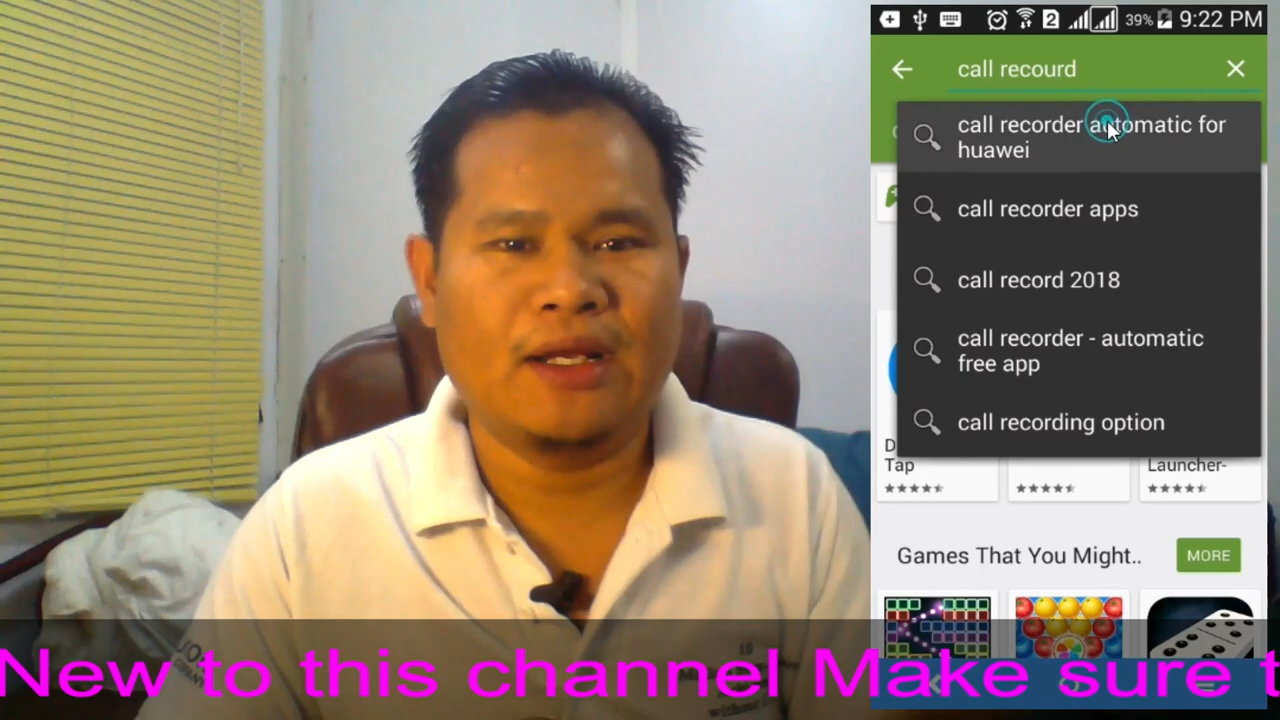 39% 9:22 PM
call recourd
call recorder automatic for
huawei
call recorder apps
call record 2018
call recorder - automatic
free app
call recording option
Tap
Launcher-
Games That You Might..
MORE
10
New to this channel Make sure t